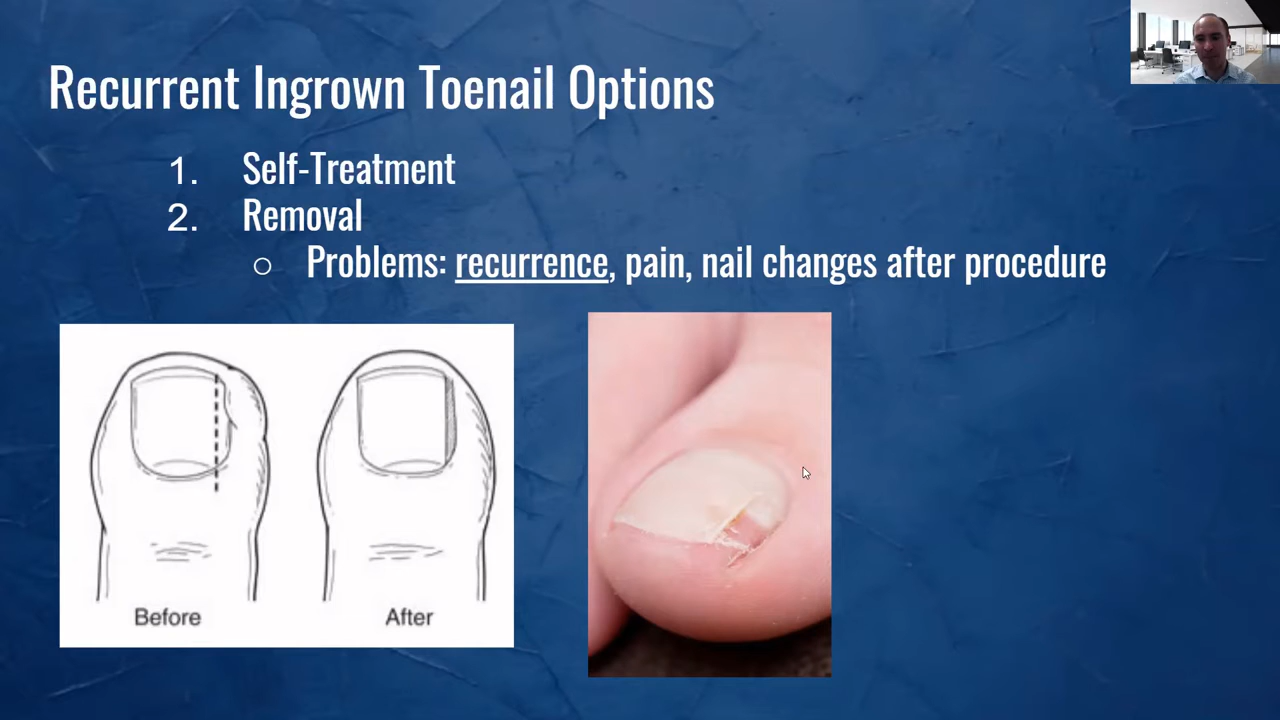 Recurrent Ingrown Toenail Options
1. Self-Treatment
2. Removal
○ Problems: recurrence, pain, nail changes after procedure
Before
After